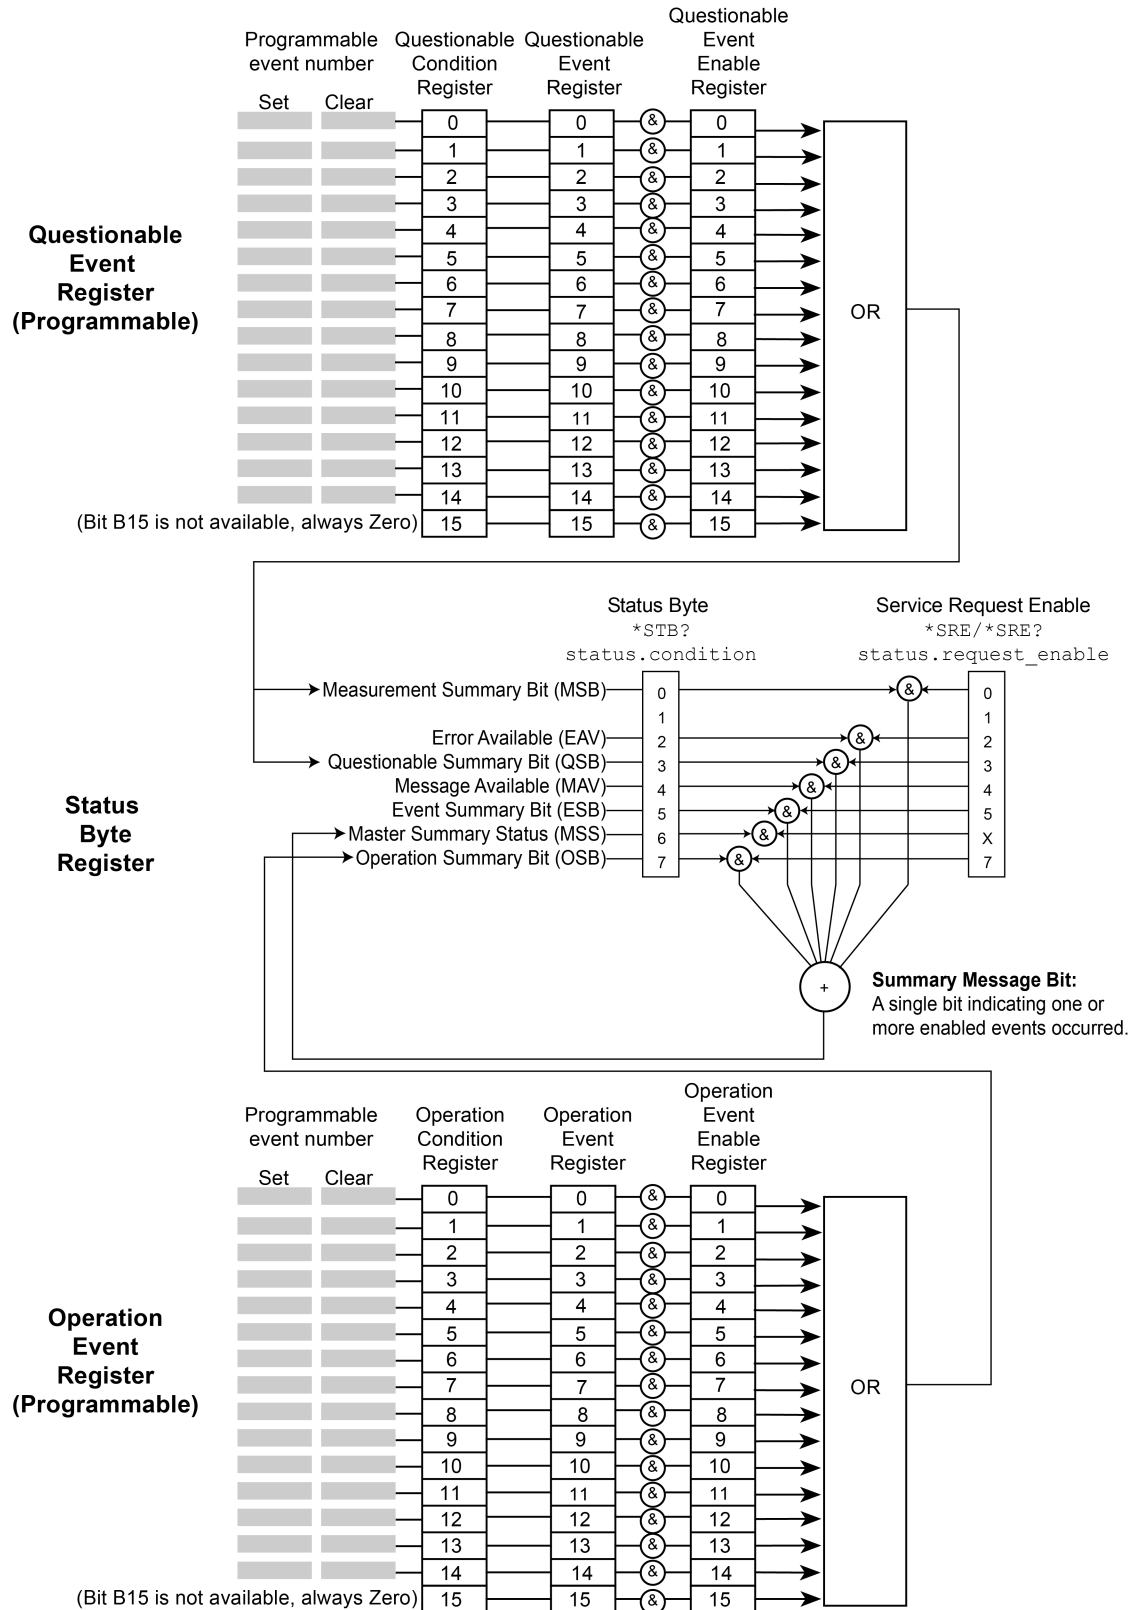 Programmable
event number
Questionable
Condition
Register
Questionable
Event
Register
Questionable
Event
Enable
Register
Set Clear
0 0 & 0
1 1 & 1
2 2 & 2
3 3 & 3
4 4 & 4
5 5 & 5
6 6 & 6
7 7 & 7
8 8 & 8
9 9 & 9
10 10 & 10
11 11 & 11
12 12 & 12
13 13 & 13
14 14 & 14
(Bit B15 is not available, always Zero) 15 15 & 15
OR
Questionable
Event
Register
(Programmable)
Status Byte
*STB?
status.condition
Service Request Enable
*SRE/*SRE?
status.request_enable
Measurement Summary Bit (MSB) 0 & 0
1 1
Error Available (EAV) 2 & 2
Questionable Summary Bit (QSB) 3 & 3
Message Available (MAV) 4 & 4
Event Summary Bit (ESB) 5 & 5
Master Summary Status (MSS) 6 & X
Operation Summary Bit (OSB) 7 & 7
Status
Byte
Register
+
Summary Message Bit:
A single bit indicating one or
more enabled events occurred.
Programmable
event number
Operation
Condition
Register
Operation
Event
Register
Operation
Event
Enable
Register
Set Clear
0 0 & 0
1 1 & 1
2 2 & 2
3 3 & 3
4 4 & 4
5 5 & 5
6 6 & 6
7 7 & 7
8 8 & 8
9 9 & 9
10 10 & 10
11 11 & 11
12 12 & 12
13 13 & 13
14 14 & 14
(Bit B15 is not available, always Zero) 15 15 & 15
OR
Operation
Event
Register
(Programmable)